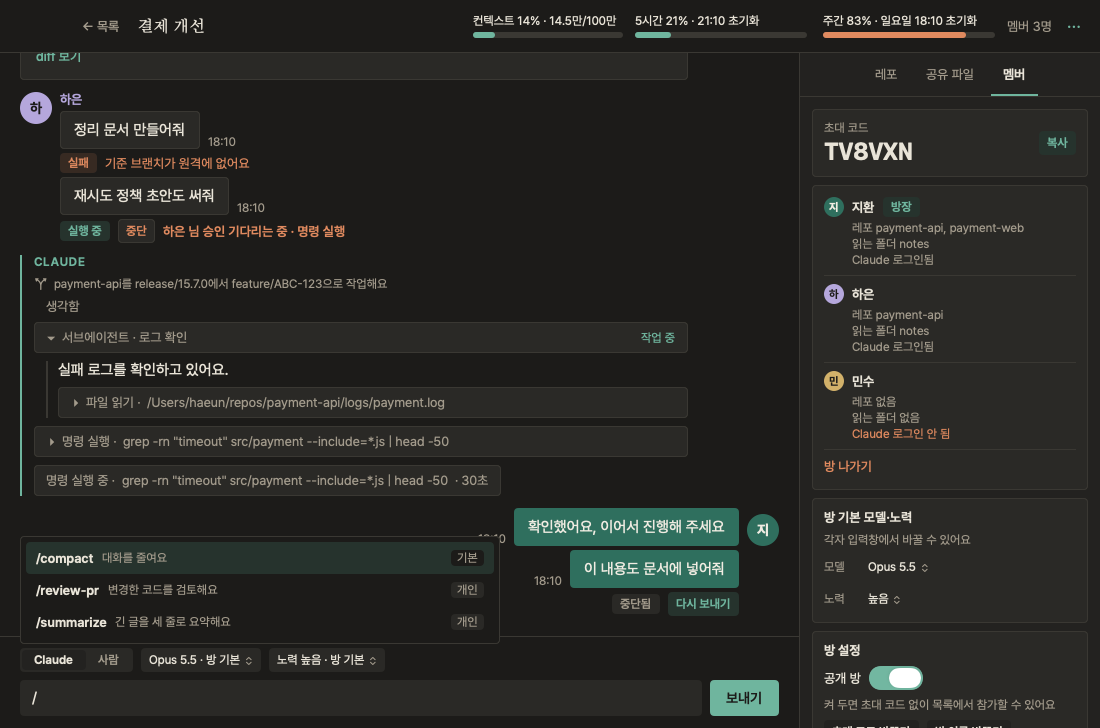 ← 목록
결제 개선
컨텍스트 14% · 14.5만/100만
5시간 21% · 21:10 초기화
주간 83% · 일요일 18:10 초기화
멤버 3명
···
diff 보기
하
하은
정리 문서 만들어줘
18:10
실패 기준 브랜치가 원격에 없어요
재시도 정책 초안도 써줘
18:10
실행 중 중단 하은 님 승인 기다리는 중 · 명령 실행
CLAUDE
payment-api를 release/15.7.0에서 feature/ABC-123으로 작업해요
생각함
서브에이전트 · 로그 확인
작업 중
실패 로그를 확인하고 있어요.
파일 읽기 · /Users/haeun/repos/payment-api/logs/payment.log
명령 실행 · grep -rn "timeout" src/payment --include=*.js | head -50
명령 실행 중 · grep -rn "timeout" src/payment --include=*.js | head -50 · 30초
확인했어요, 이어서 진행해 주세요
지
이 내용도 문서에 넣어줘
18:10
중단됨 다시 보내기
/compact 대화를 줄여요 기본
/review-pr 변경한 코드를 검토해요 개인
/summarize 긴 글을 세 줄로 요약해요 개인
Claude 사람 Opus 5.5 · 방 기본 노력 높음 · 방 기본
/
보내기
레포 공유 파일 멤버
초대 코드
TV8VXN
복사
지 지환 방장
레포 payment-api, payment-web
읽는 폴더 notes
Claude 로그인됨
하 하은
레포 payment-api
읽는 폴더 notes
Claude 로그인됨
민 민수
레포 없음
읽는 폴더 없음
Claude 로그인 안 됨
방 나가기
방 기본 모델·노력
각자 입력창에서 바꿀 수 있어요
모델 Opus 5.5
노력 높음
방 설정
공개 방
켜 두면 초대 코드 없이 목록에서 참가할 수 있어요